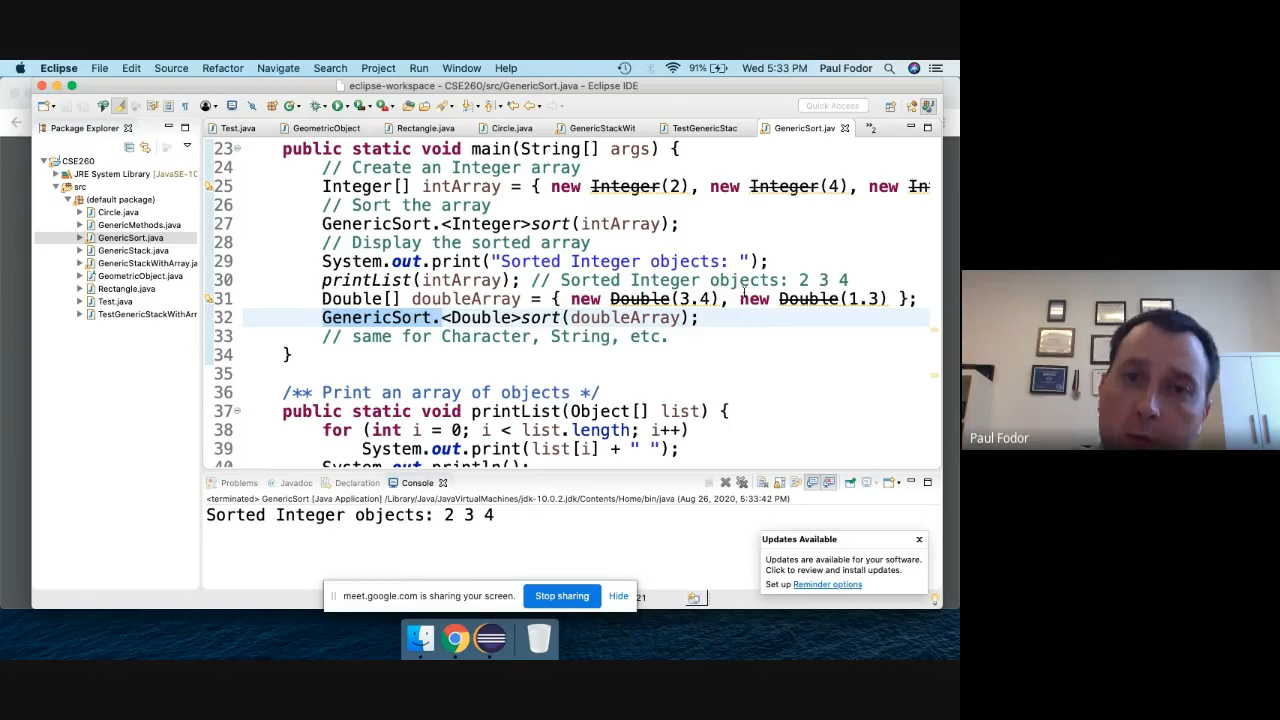 Eclipse File Edit Source Refactor Navigate Search Project Run Window Help 91% Wed 5:33 PM Paul Fodor
eclipse-workspace - CSE260/src/GenericSort.java - Eclipse IDE
Quick Access
Package Explorer
Test.java GeometricObject Rectangle.java Circle.java GenericStackWit TestGenericStac GenericSort.jav »2
CSE260
JRE System Library [JavaSE-1
src
(default package)
Circle.java
GenericMethods.java
GenericSort.java
GenericStack.java
GenericStackWithArray.ja
GeometricObject.java
Rectangle.java
Test.java
TestGenericStackWithArr
23 public static void main(String[] args) {
24 // Create an Integer array
25 Integer[] intArray = { new Integer(2), new Integer(4), new In
26 // Sort the array
27 GenericSort.<Integer>sort(intArray);
28 // Display the sorted array
29 System.out.print("Sorted Integer objects: ");
30 printList(intArray); // Sorted Integer objects: 2 3 4
31 Double[] doubleArray = { new Double(3.4), new Double(1.3) };
32 GenericSort.<Double>sort(doubleArray);
33 // same for Character, String, etc.
34 }
35
36 /** Print an array of objects */
37 public static void printList(Object[] list) {
38 for (int i = 0; i < list.length; i++)
39 System.out.print(list[i] + " ");
40 System.out.println();
Problems Javadoc Declaration Console
<terminated> GenericSort [Java Application] /Library/Java/JavaVirtualMachines/jdk-10.0.2.jdk/Contents/Home/bin/java (Aug 26, 2020, 5:33:42 PM)
Sorted Integer objects: 2 3 4
Updates Available
Updates are available for your software.
Click to review and install updates.
Set up Reminder options
meet.google.com is sharing your screen. Stop sharing Hide
21
Paul Fodor